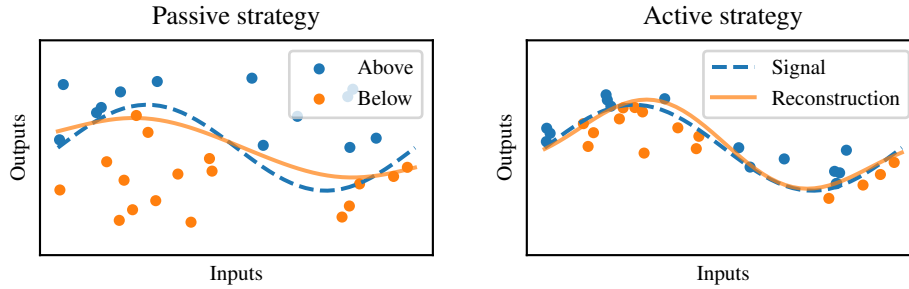 Passive strategy
Outputs
Above
Below
Inputs
Active strategy
Outputs
Signal
Reconstruction
Inputs